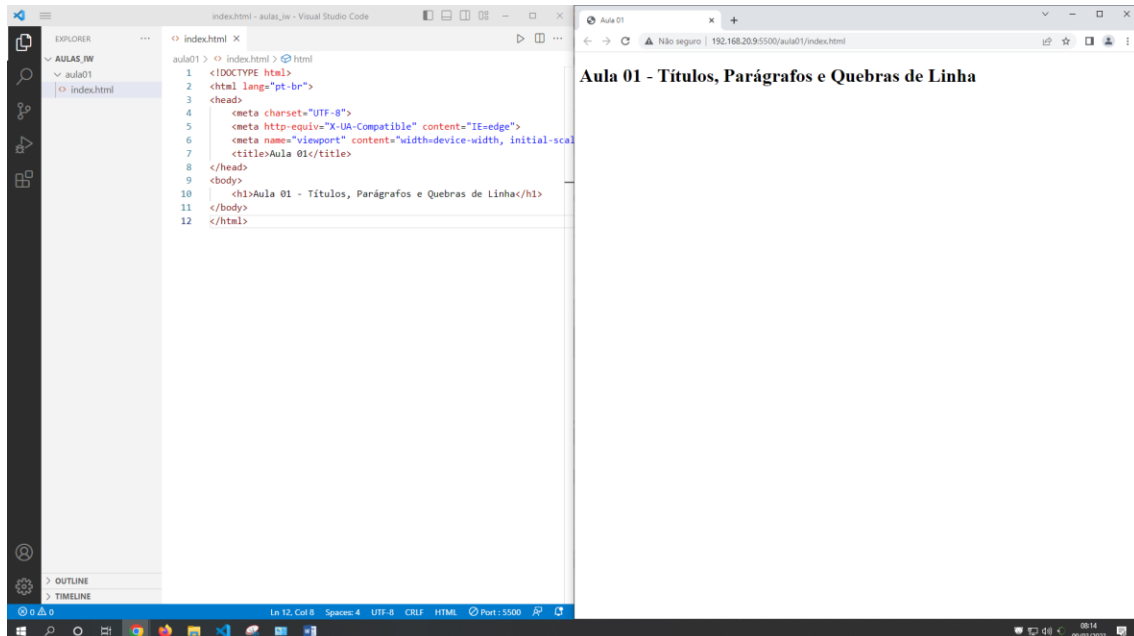 index.html - aulas_iw - Visual Studio Code
EXPLORER
AULAS_IW
aula01
index.html
index.html
aula01 > index.html > html
1 <!DOCTYPE html>
2 <html lang="pt-br">
3 <head>
4 <meta charset="UTF-8">
5 <meta http-equiv="X-UA-Compatible" content="IE=edge">
6 <meta name="viewport" content="width=device-width, initial-scal
7 <title>Aula 01</title>
8 </head>
9 <body>
10 <h1>Aula 01 - Títulos, Parágrafos e Quebras de Linha</h1>
11 </body>
12 </html>
OUTLINE
TIMELINE
0 0 Ln 12, Col 8 Spaces: 4 UTF-8 CRLF HTML Port : 5500
Aula 01
Não seguro | 192.168.20.9:5500/aula01/index.html
Aula 01 - Títulos, Parágrafos e Quebras de Linha
08:14